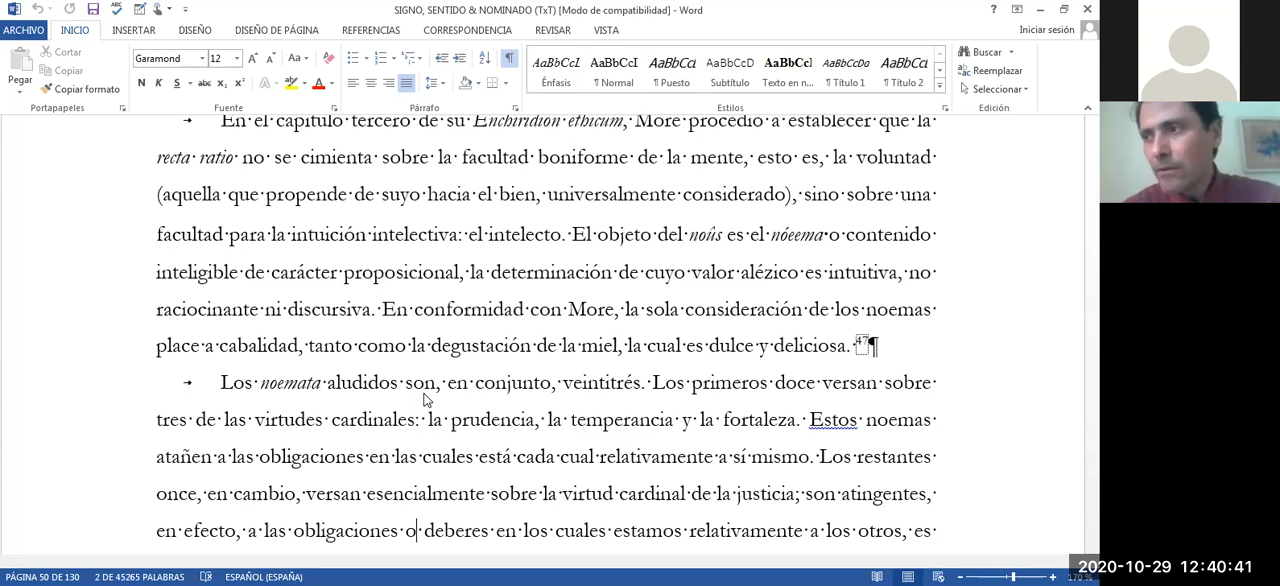 SIGNO, SENTIDO & NOMINADO (TxT) [Modo de compatibilidad] - Word
ARCHIVO INICIO INSERTAR DISEÑO DISEÑO DE PÁGINA REFERENCIAS CORRESPONDENCIA REVISAR VISTA Iniciar sesión
Pegar
Cortar
Copiar
Copiar formato
Portapapeles
Garamond 12
N K S abc x₂ x²
Fuente
Párrafo
AaBbCcL AaBbCcI AaBbCc AaBbCcD AaBbCcl AaBbCcDa AaBbCc
Énfasis ¶ Normal Puesto Subtítulo Texto en n... ¶ Título 1 ¶ Título 2
Estilos
Buscar
Reemplazar
Seleccionar
Edición
En el capítulo tercero de su Enchiridion ethicum, More procedió a establecer que la
recta ratio no se cimienta sobre la facultad boniforme de la mente, esto es, la voluntad
(aquella que propende de suyo hacia el bien, universalmente considerado), sino sobre una
facultad para la intuición intelectiva: el intelecto. El objeto del noûs es el nóeema o contenido
inteligible de carácter proposicional, la determinación de cuyo valor alézico es intuitiva, no
raciocinante ni discursiva. En conformidad con More, la sola consideración de los noemas
place a cabalidad, tanto como la degustación de la miel, la cual es dulce y deliciosa. 47¶
Los noemata aludidos son, en conjunto, veintitrés. Los primeros doce versan sobre
tres de las virtudes cardinales: la prudencia, la temperancia y la fortaleza. Estos noemas
atañen a las obligaciones en las cuales está cada cual relativamente a sí mismo. Los restantes
once, en cambio, versan esencialmente sobre la virtud cardinal de la justicia; son atingentes,
en efecto, a las obligaciones o deberes en los cuales estamos relativamente a los otros, es
PÁGINA 50 DE 130 2 DE 45265 PALABRAS ESPAÑOL (ESPAÑA) 170 %
2020-10-29 12:40:41